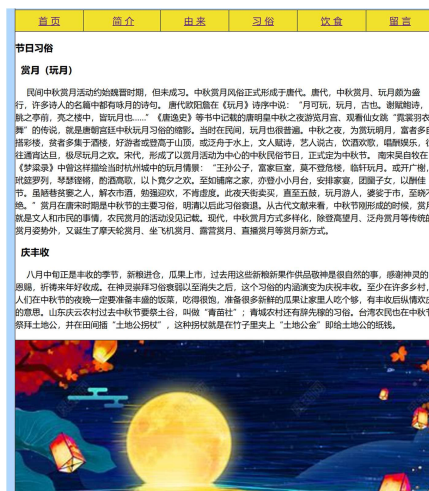 首页 简介 由来 习俗 饮食 留言
节日习俗
赏月（玩月）
民间中秋赏月活动约始魏晋时期，但未成习。中秋赏月风俗正式形成于唐代。唐代，中秋赏月、玩月颇为盛
行，许多诗人的名篇中都有咏月的诗句。 唐代欧阳詹在《玩月》诗序中说：“月可玩，玩月，古也。谢赋鲍诗，
朓之亭前，亮之楼中，皆玩月也……”《唐逸史》等书中记载的唐明皇中秋之夜游览月宫、观看仙女跳“霓裳羽衣
舞”的传说，就是唐朝宫廷中秋玩月习俗的缩影。当时在民间，玩月也很普遍。中秋之夜，为赏玩明月，富者多自
搭彩楼，贫者多集于酒楼，好游者或登高于山顶，或泛舟于水上，文人赋诗，艺人说古，饮酒欢歌，唱酬娱乐，往
往通宵达旦，极尽玩月之欢。宋代，形成了以赏月活动为中心的中秋民俗节日，正式定为中秋节。 南宋吴自牧在
《梦粱录》中曾这样描绘当时杭州城中的玩月情景：“王孙公子，富家巨室，莫不登危楼，临轩玩月。或开广榭，
玳筵罗列，琴瑟铿锵，酌酒高歌，以卜竟夕之欢。至如铺席之家，亦登小小月台，安排家宴，团圞子女，以酬佳
节。虽陋巷贫窭之人，解衣市酒，勉强迎欢，不肯虚度。此夜天街卖买，直至五鼓，玩月游人，婆娑于市，至晓不
绝。”赏月在唐宋时期是中秋节的主要习俗，明清以后此习俗衰退。从古代文献来看，中秋节刚形成的时候，赏月
就是文人和市民的事情，农民赏月的活动没见记载。现代，中秋赏月方式多样化，除登高望月、泛舟赏月等传统的
赏月姿势外，又诞生了摩天轮赏月、坐飞机赏月、露营赏月、直播赏月等赏月新方式。
庆丰收
八月中旬正是丰收的季节，新粮进仓，瓜果上市，过去用这些新粮新果作供品敬神是很自然的事，感谢神灵的
恩赐，祈祷来年好收成。在神灵崇拜习俗衰弱以至消失之后，这个习俗的内涵演变为庆祝丰收。至少在许多乡村，
人们在中秋节的夜晚一定要准备丰盛的饭菜，吃得很饱，准备很多新鲜的瓜果让家里人吃个够，有丰收后纵情欢庆
的意思。山东庆云农村过去中秋节要祭土谷，叫做“青苗社”；青城农村还有辞先稼的习俗。台湾农民也在中秋节
祭拜土地公，并在田间插“土地公拐杖”，这种拐杖就是在竹子里夹上“土地公金”即给土地公的纸钱。